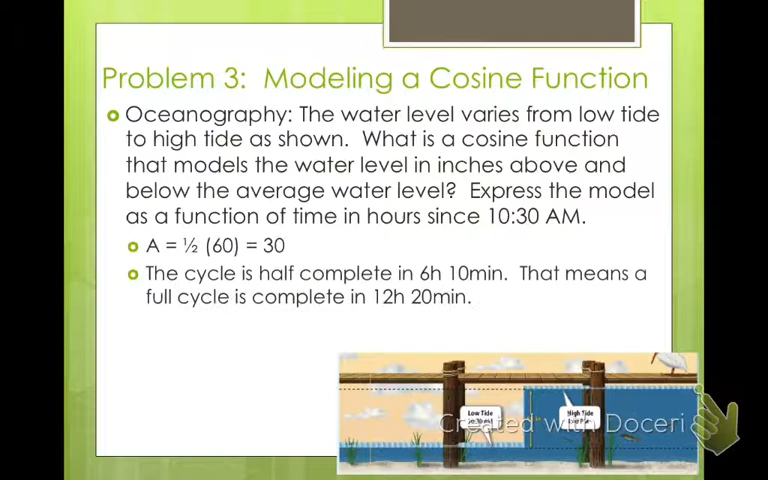 Problem 3:  Modeling a Cosine Function
Oceanography: The water level varies from low tide
to high tide as shown.  What is a cosine function
that models the water level in inches above and
below the average water level?  Express the model
as a function of time in hours since 10:30 AM.
A = ½ (60) = 30
The cycle is half complete in 6h 10min.  That means a
full cycle is complete in 12h 20min.
Low Tide
High Tide
Created with Doceri